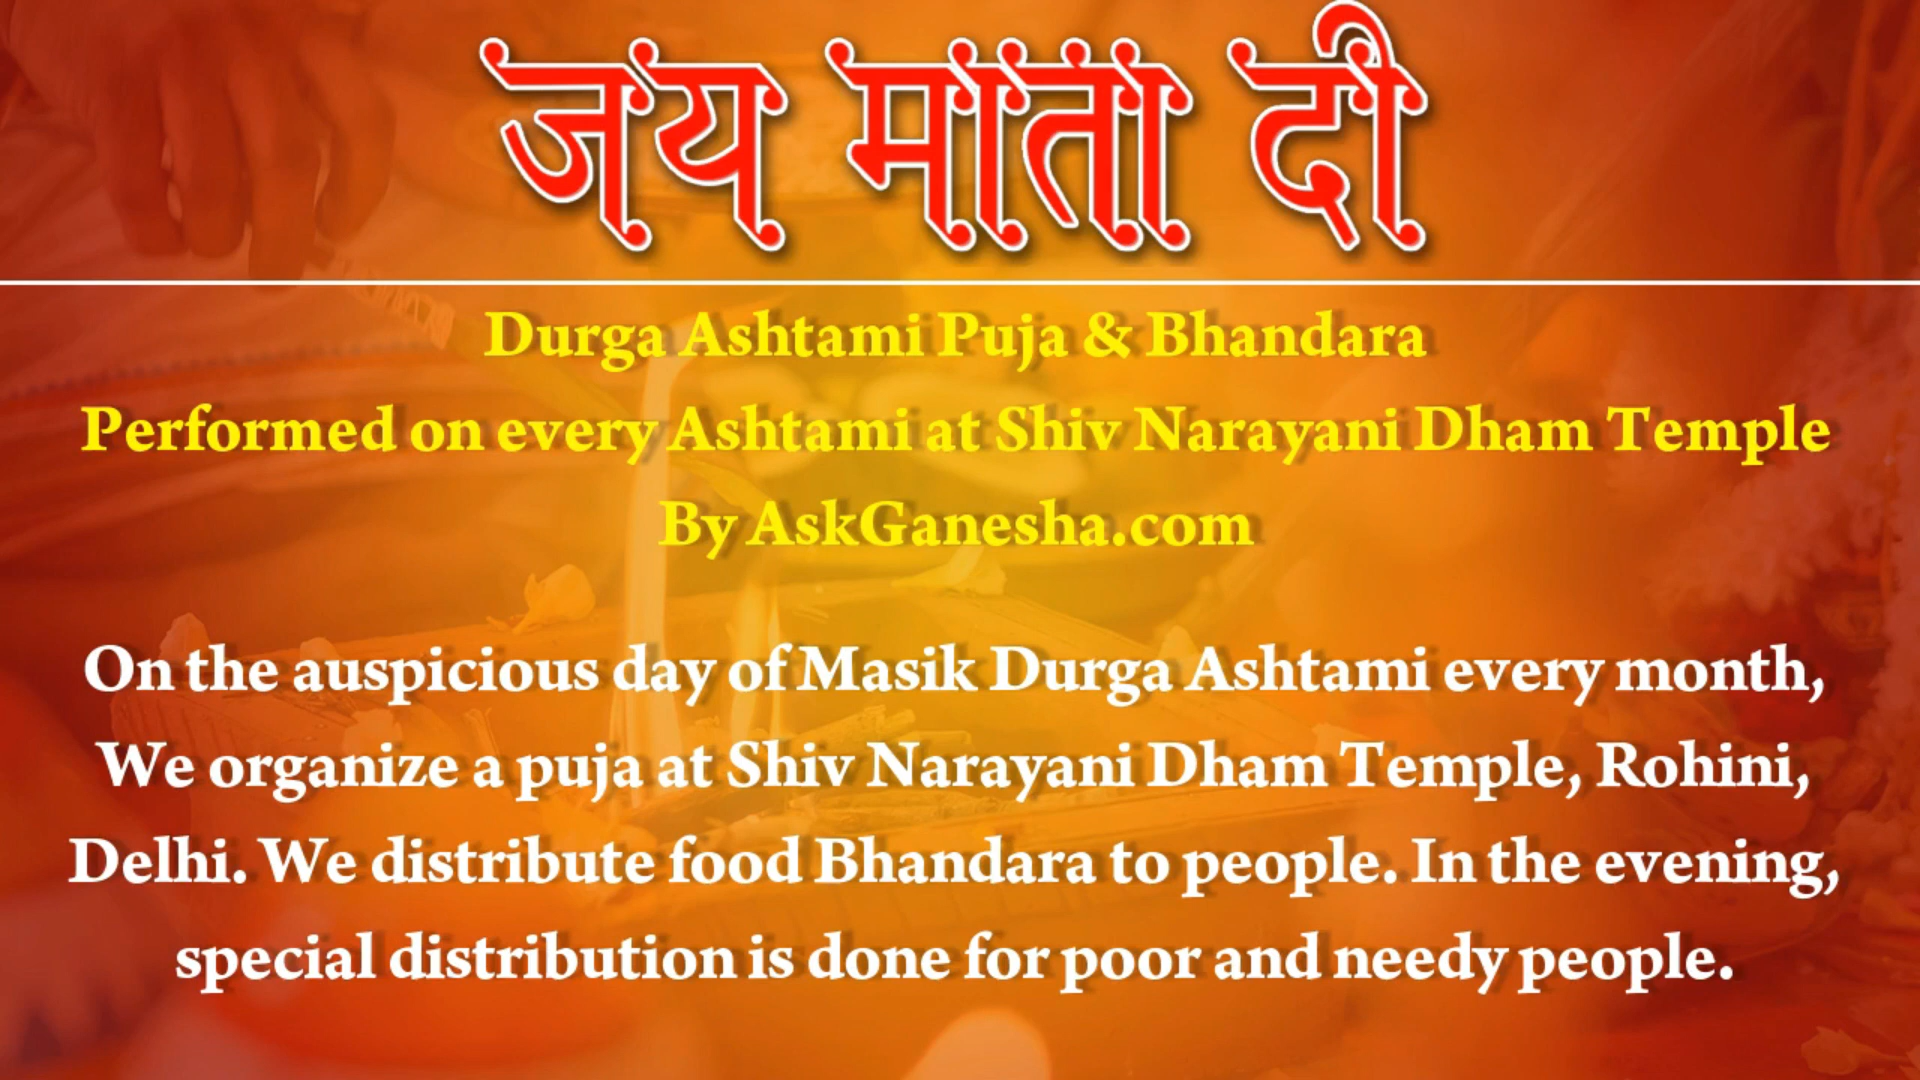 जय माता दी
Durga Ashtami Puja & Bhandara
Performed on every Ashtami at Shiv Narayani Dham Temple
By AskGanesha.com
On the auspicious day of Masik Durga Ashtami every month,
We organize a puja at Shiv Narayani Dham Temple, Rohini,
Delhi. We distribute food Bhandara to people. In the evening,
special distribution is done for poor and needy people.